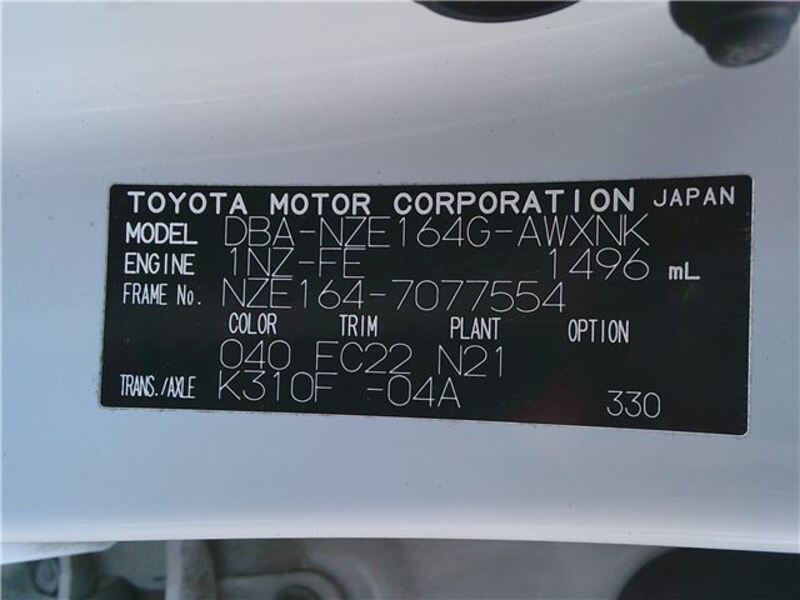 TOYOTA MOTOR CORPORATION JAPAN
MODEL DBA-NZE164G-AWXNK
ENGINE 1NZ-FE 1496 mL
FRAME No. NZE164-7077554
COLOR TRIM PLANT OPTION
040 FC22 N21
TRANS./AXLE K310F -04A 330